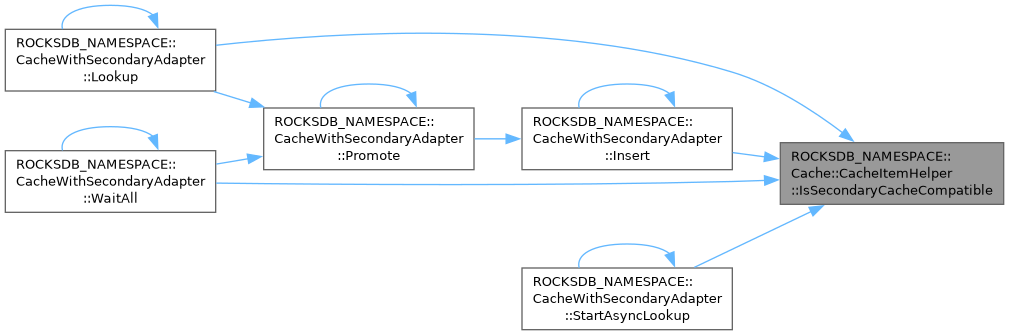 ROCKSDB_NAMESPACE::
CacheWithSecondaryAdapter
::Lookup
ROCKSDB_NAMESPACE::
CacheWithSecondaryAdapter
::Promote
ROCKSDB_NAMESPACE::
CacheWithSecondaryAdapter
::Insert
ROCKSDB_NAMESPACE::
CacheWithSecondaryAdapter
::WaitAll
ROCKSDB_NAMESPACE::
Cache::CacheItemHelper
::IsSecondaryCacheCompatible
ROCKSDB_NAMESPACE::
CacheWithSecondaryAdapter
::StartAsyncLookup